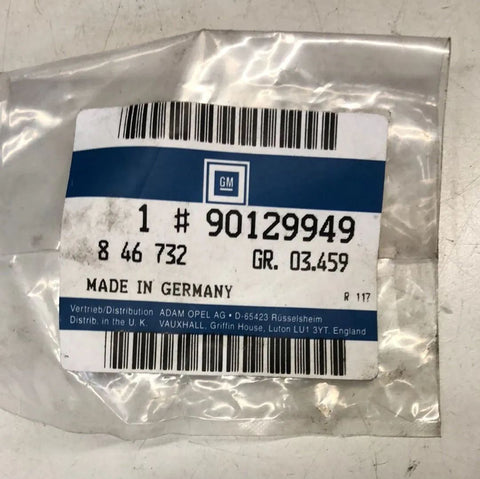 GM
1 # 90129949
8 46 732 GR. 03.459
MADE IN GERMANY R 117
Vertrieb/Distribution ADAM OPEL AG • D-65423 Rüsselsheim
Distrib. in the U. K. VAUXHALL, Griffin House, Luton LU1 3YT. England